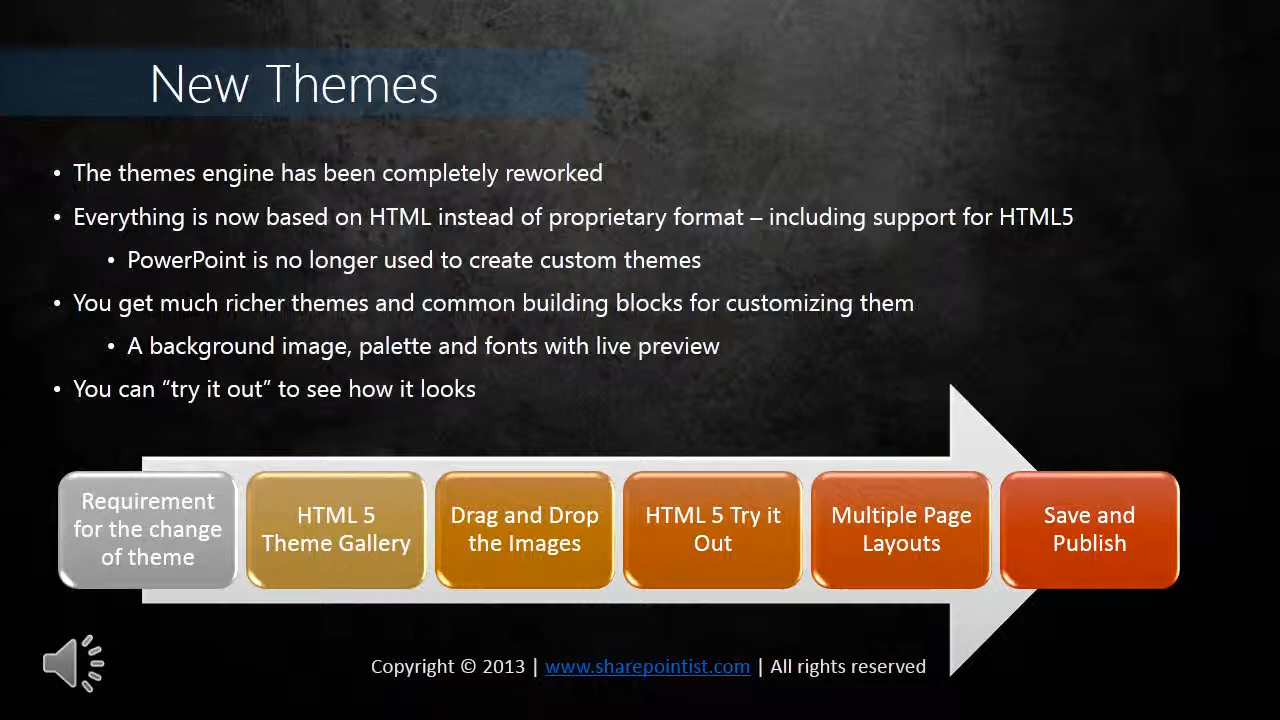 New Themes
• The themes engine has been completely reworked
• Everything is now based on HTML instead of proprietary format – including support for HTML5
• PowerPoint is no longer used to create custom themes
• You get much richer themes and common building blocks for customizing them
• A background image, palette and fonts with live preview
• You can “try it out” to see how it looks
Requirement
for the change
of theme
HTML 5
Theme Gallery
Drag and Drop
the Images
HTML 5 Try it
Out
Multiple Page
Layouts
Save and
Publish
Copyright © 2013 | www.sharepointist.com | All rights reserved